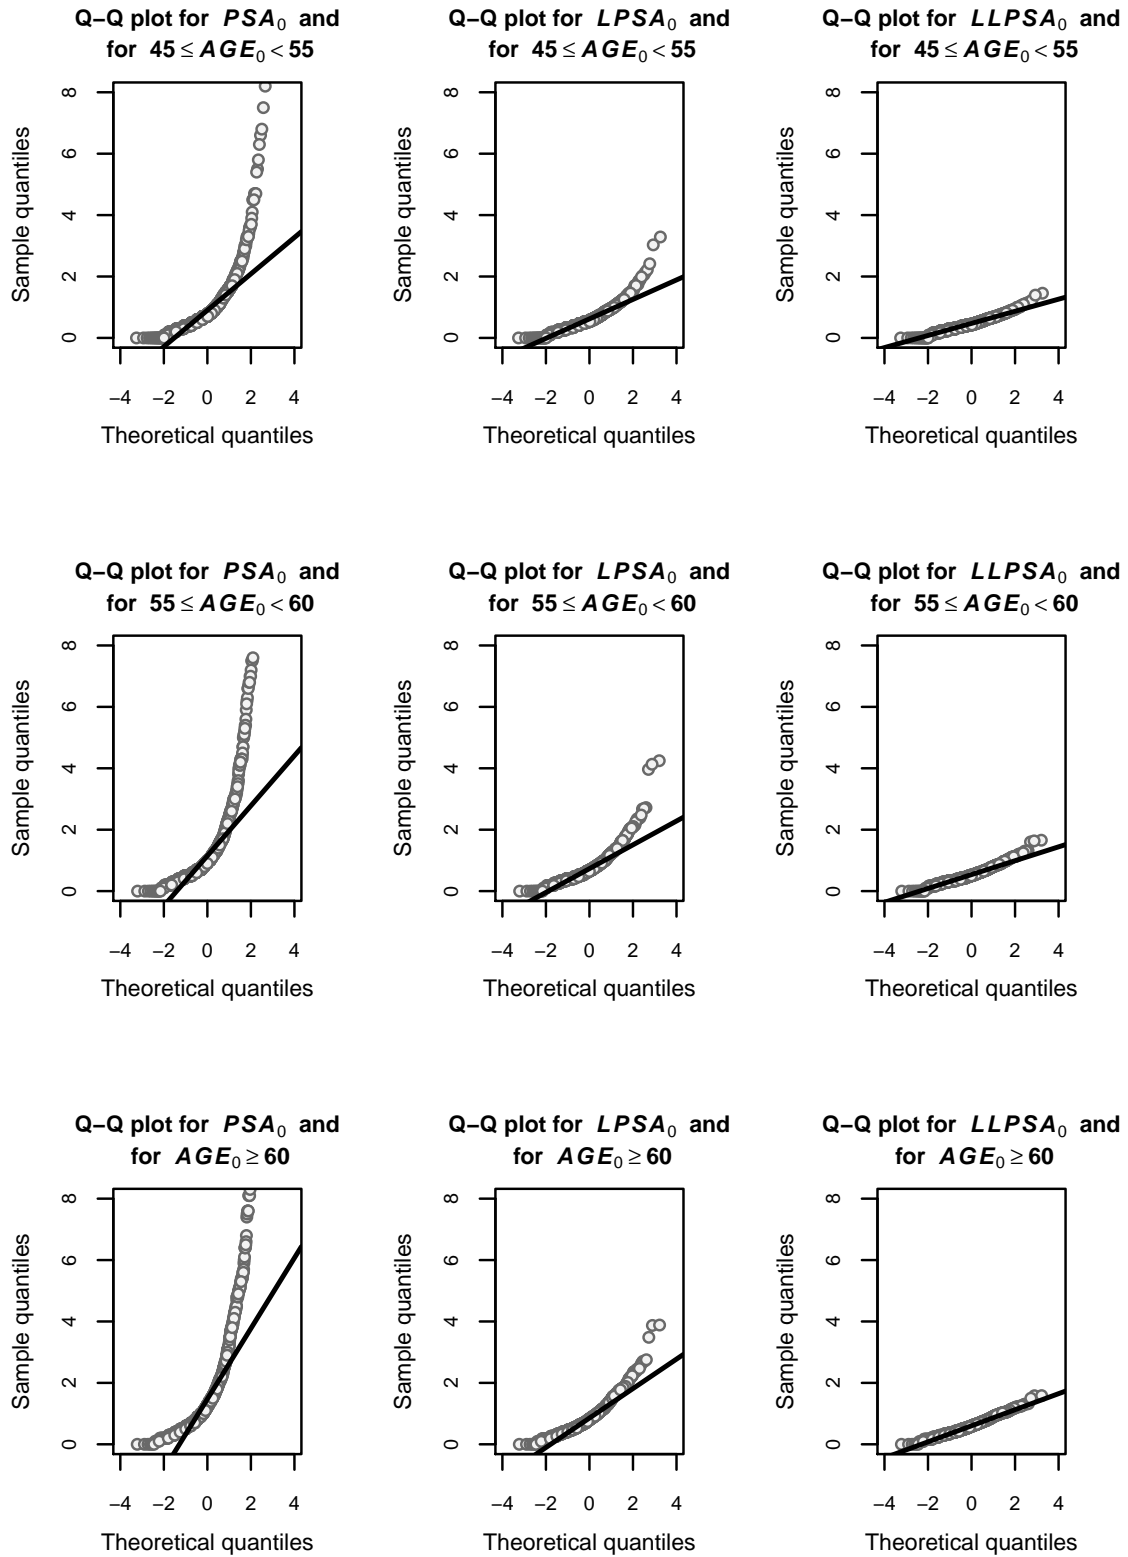 Q−Q plot for PSA₀ and
for 45 ≤ AGE₀ < 55
8
6
4
2
0
Sample quantiles
−4 −2 0 2 4
Theoretical quantiles
Q−Q plot for LPSA₀ and
for 45 ≤ AGE₀ < 55
8
6
4
2
0
Sample quantiles
−4 −2 0 2 4
Theoretical quantiles
Q−Q plot for LLPSA₀ and
for 45 ≤ AGE₀ < 55
8
6
4
2
0
Sample quantiles
−4 −2 0 2 4
Theoretical quantiles
Q−Q plot for PSA₀ and
for 55 ≤ AGE₀ < 60
8
6
4
2
0
Sample quantiles
−4 −2 0 2 4
Theoretical quantiles
Q−Q plot for LPSA₀ and
for 55 ≤ AGE₀ < 60
8
6
4
2
0
Sample quantiles
−4 −2 0 2 4
Theoretical quantiles
Q−Q plot for LLPSA₀ and
for 55 ≤ AGE₀ < 60
8
6
4
2
0
Sample quantiles
−4 −2 0 2 4
Theoretical quantiles
Q−Q plot for PSA₀ and
for AGE₀ ≥ 60
8
6
4
2
0
Sample quantiles
−4 −2 0 2 4
Theoretical quantiles
Q−Q plot for LPSA₀ and
for AGE₀ ≥ 60
8
6
4
2
0
Sample quantiles
−4 −2 0 2 4
Theoretical quantiles
Q−Q plot for LLPSA₀ and
for AGE₀ ≥ 60
8
6
4
2
0
Sample quantiles
−4 −2 0 2 4
Theoretical quantiles